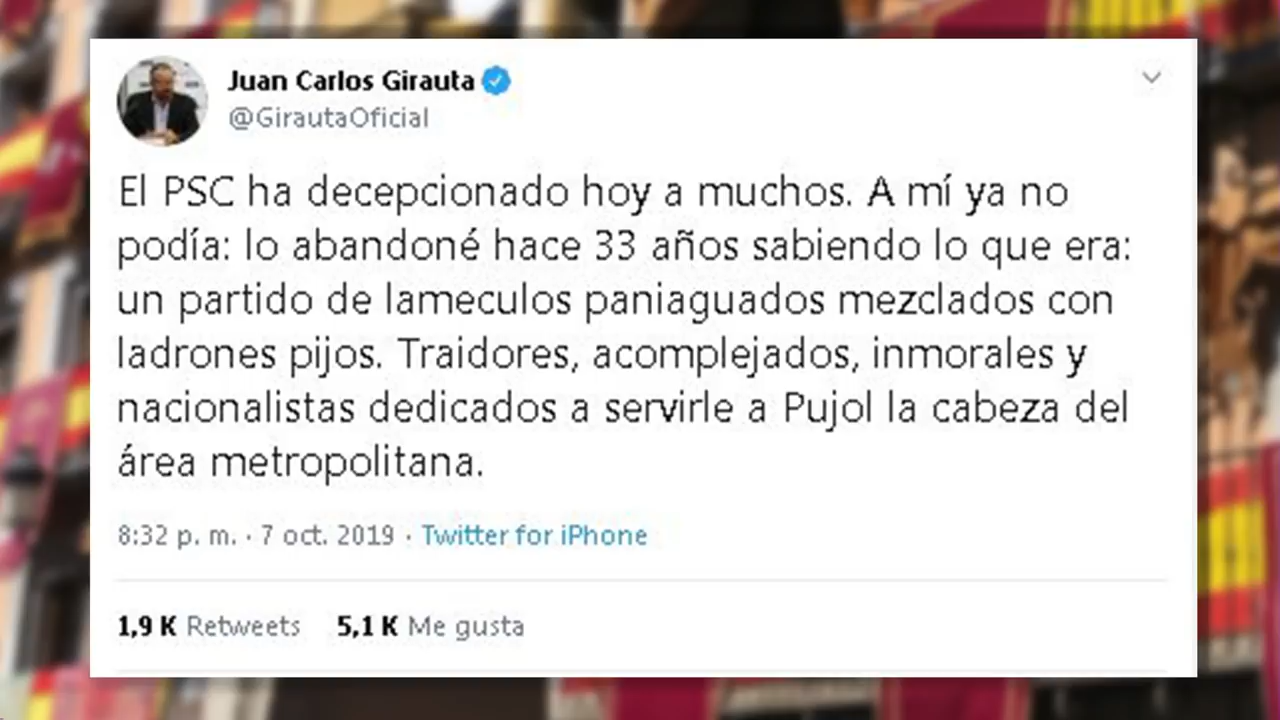 Juan Carlos Girauta
@GirautaOficial
El PSC ha decepcionado hoy a muchos. A mí ya no
podía: lo abandoné hace 33 años sabiendo lo que era:
un partido de lameculos paniaguados mezclados con
ladrones pijos. Traidores, acomplejados, inmorales y
nacionalistas dedicados a servirle a Pujol la cabeza del
área metropolitana.
8:32 p. m. · 7 oct. 2019 · Twitter for iPhone
1,9 K Retweets 5,1 K Me gusta